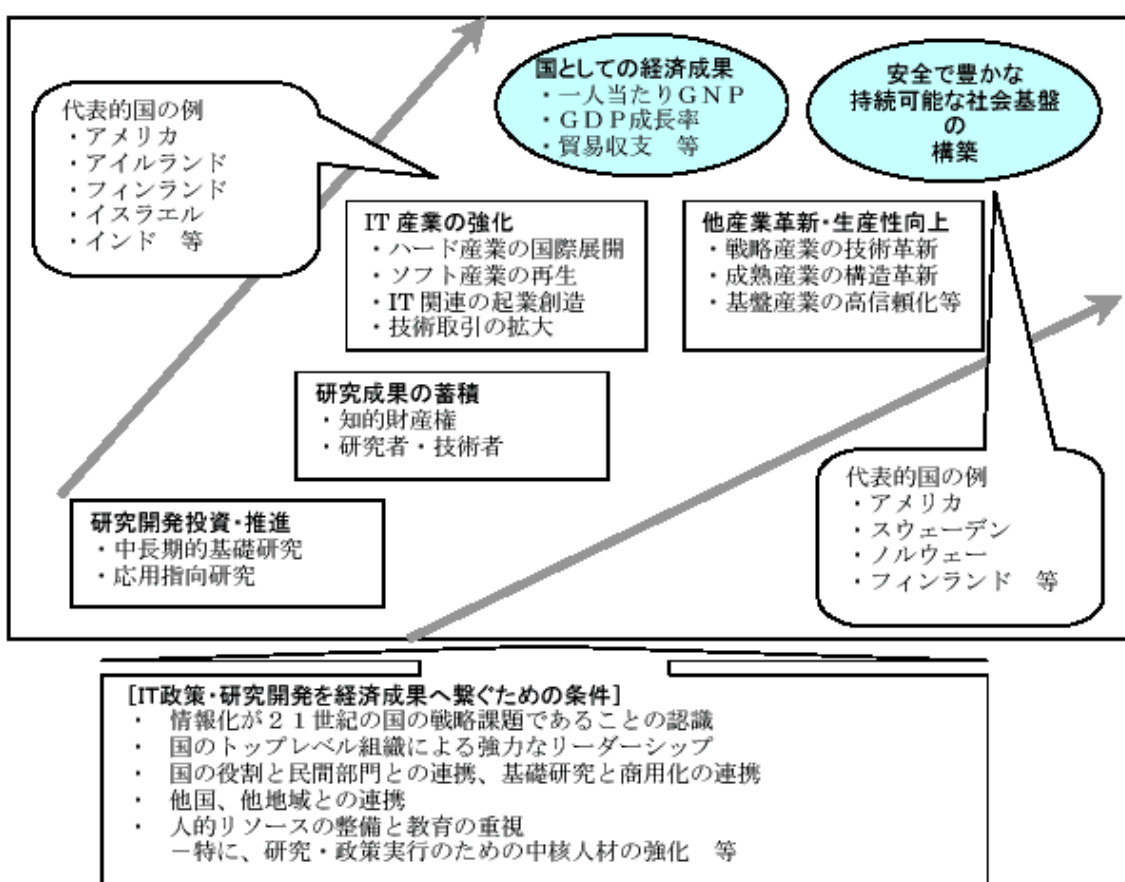 代表的国の例
・アメリカ
・アイルランド
・フィンランド
・イスラエル
・インド　等
国としての経済成果
・一人当たりＧＮＰ
・ＧＤＰ成長率
・貿易収支　等
安全で豊かな
持続可能な社会基盤
の
構築
IT 産業の強化
・ハード産業の国際展開
・ソフト産業の再生
・IT 関連の起業創造
・技術取引の拡大
他産業革新・生産性向上
・戦略産業の技術革新
・成熟産業の構造革新
・基盤産業の高信頼化等
研究成果の蓄積
・知的財産権
・研究者・技術者
研究開発投資・推進
・中長期的基礎研究
・応用指向研究
代表的国の例
・アメリカ
・スウェーデン
・ノルウェー
・フィンランド　等
［IT政策・研究開発を経済成果へ繋ぐための条件］
・　情報化が２１世紀の国の戦略課題であることの認識
・　国のトップレベル組織による強力なリーダーシップ
・　国の役割と民間部門との連携、基礎研究と商用化の連携
・　他国、他地域との連携
・　人的リソースの整備と教育の重視
－特に、研究・政策実行のための中核人材の強化　等